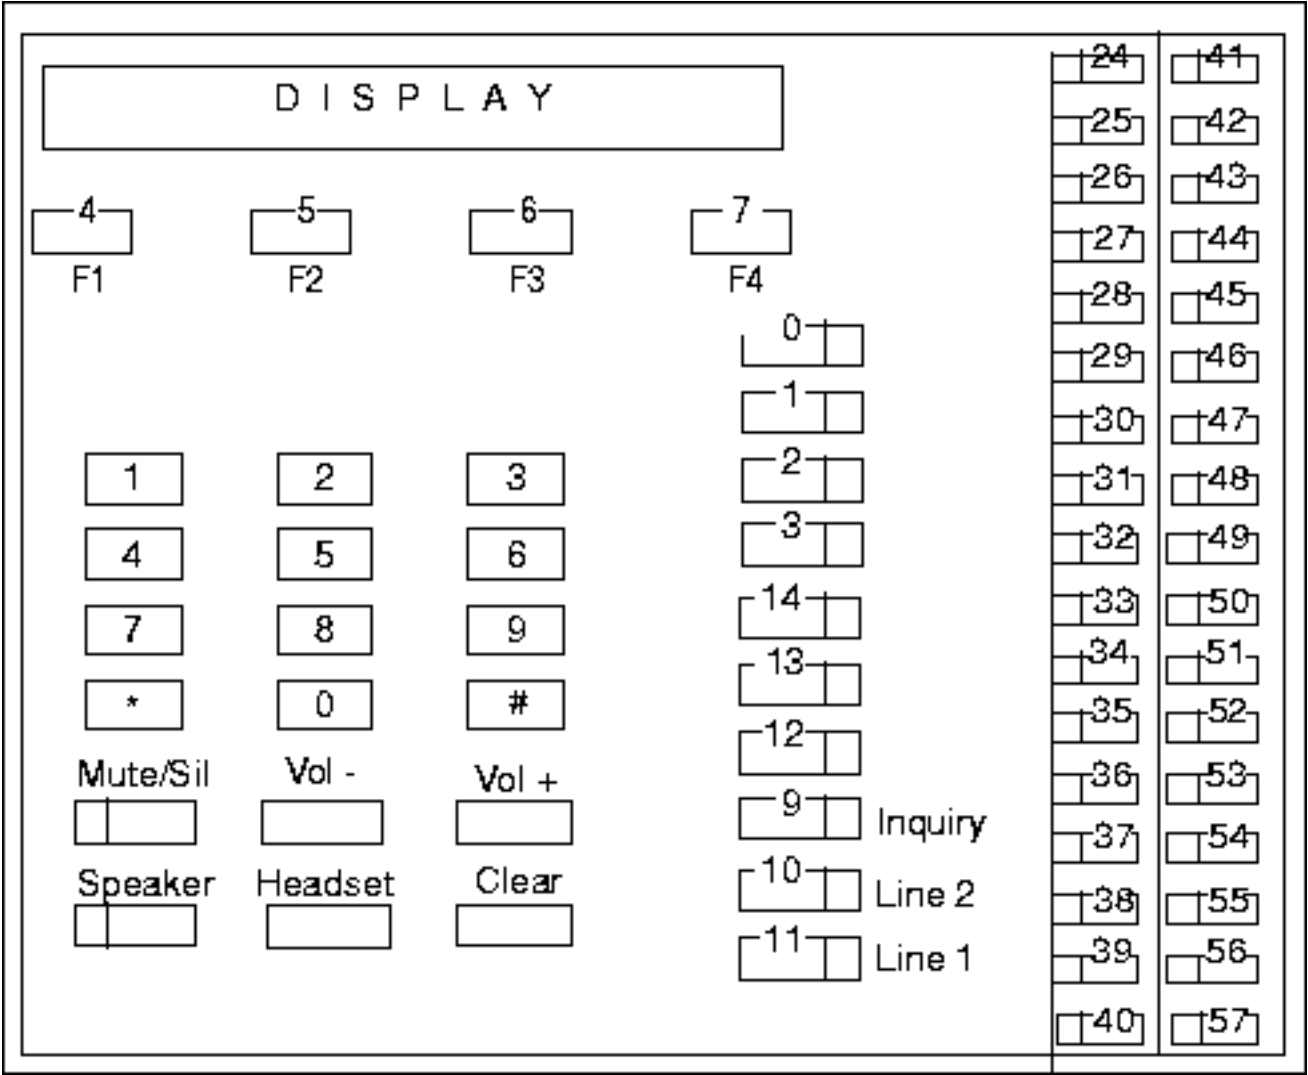 D I S P L A Y
4 5 6 7
F1 F2 F3 F4
0
1
2
3
14
13
12
9 Inquiry
10 Line 2
11 Line 1
1 2 3
4 5 6
7 8 9
* 0 #
Mute/Sil Vol - Vol +
Speaker Headset Clear
24 41
25 42
26 43
27 44
28 45
29 46
30 47
31 48
32 49
33 50
34 51
35 52
36 53
37 54
38 55
39 56
40 57